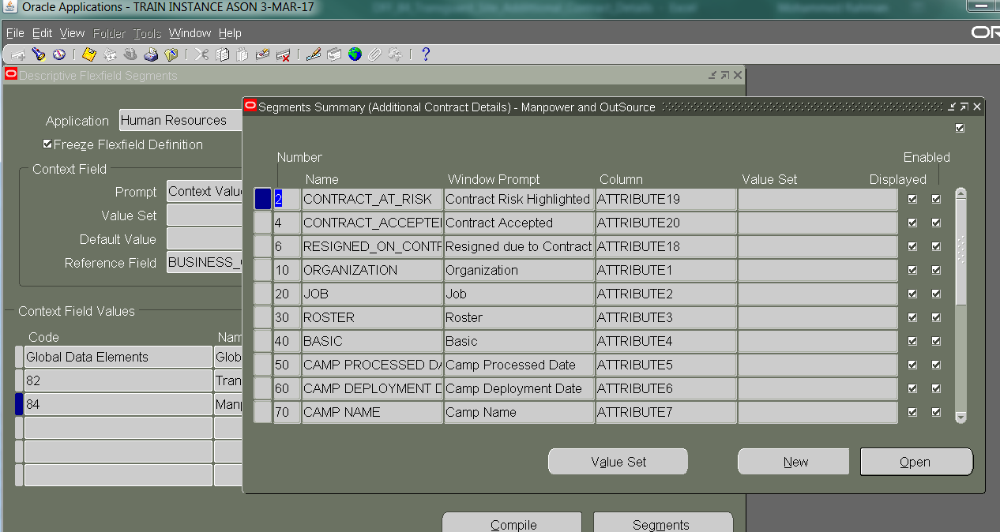 Oracle Applications - TRAIN INSTANCE ASON 3-MAR-17
File Edit View Folder Tools Window Help
OR
Descriptive Flexfield Segments
Application Human Resources
Freeze Flexfield Definition
Context Field
Prompt Context Valu
Value Set
Default Value
Reference Field BUSINESS_
Context Field Values
Code Nam
Global Data Elements Glob
82 Tran
84 Manp
Compile Segments
Segments Summary (Additional Contract Details) - Manpower and OutSource
Number Enabled
Name Window Prompt Column Value Set Displayed
2 CONTRACT_AT_RISK Contract Risk Highlighted ATTRIBUTE19
4 CONTRACT_ACCEPTE Contract Accepted ATTRIBUTE20
6 RESIGNED_ON_CONTR Resigned due to Contract ATTRIBUTE18
10 ORGANIZATION Organization ATTRIBUTE1
20 JOB Job ATTRIBUTE2
30 ROSTER Roster ATTRIBUTE3
40 BASIC Basic ATTRIBUTE4
50 CAMP PROCESSED DA Camp Processed Date ATTRIBUTE5
60 CAMP DEPLOYMENT D Camp Deployment Date ATTRIBUTE6
70 CAMP NAME Camp Name ATTRIBUTE7
Value Set New Open